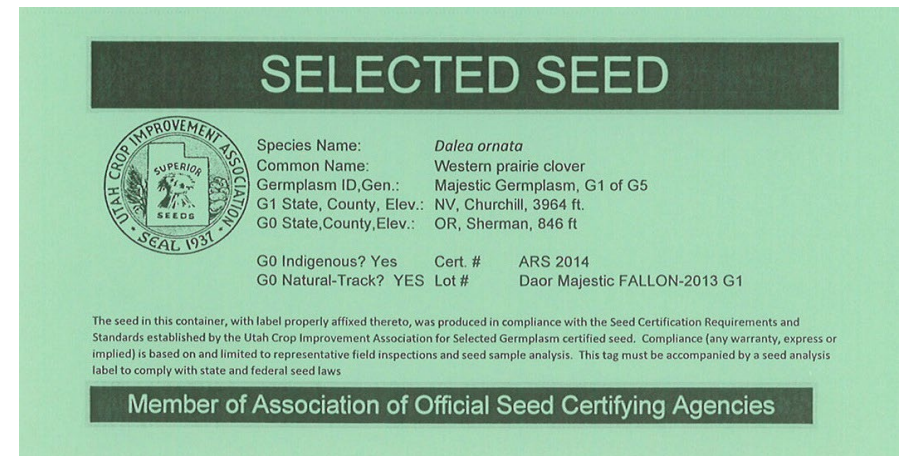 SELECTED SEED
UTAH CROP IMPROVEMENT ASSOCIATION
SUPERIOR
SEEDS
SEAL 1937
Species Name: Dalea ornata
Common Name: Western prairie clover
Germplasm ID,Gen.: Majestic Germplasm, G1 of G5
G1 State, County, Elev.: NV, Churchill, 3964 ft.
G0 State,County,Elev.: OR, Sherman, 846 ft
G0 Indigenous? Yes Cert. # ARS 2014
G0 Natural-Track? YES Lot # Daor Majestic FALLON-2013 G1
The seed in this container, with label properly affixed thereto, was produced in compliance with the Seed Certification Requirements and
Standards established by the Utah Crop Improvement Association for Selected Germplasm certified seed. Compliance (any warranty, express or
implied) is based on and limited to representative field inspections and seed sample analysis. This tag must be accompanied by a seed analysis
label to comply with state and federal seed laws
Member of Association of Official Seed Certifying Agencies